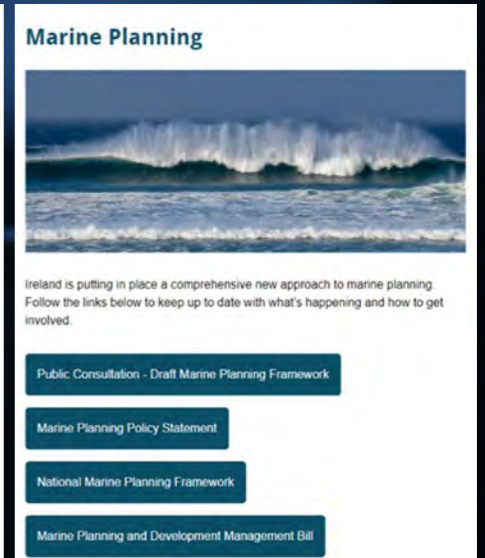 Marine Planning
Ireland is putting in place a comprehensive new approach to marine planning.
Follow the links below to keep up to date with what's happening and how to get
involved.
Public Consultation - Draft Marine Planning Framework
Marine Planning Policy Statement
National Marine Planning Framework
Marine Planning and Development Management Bill